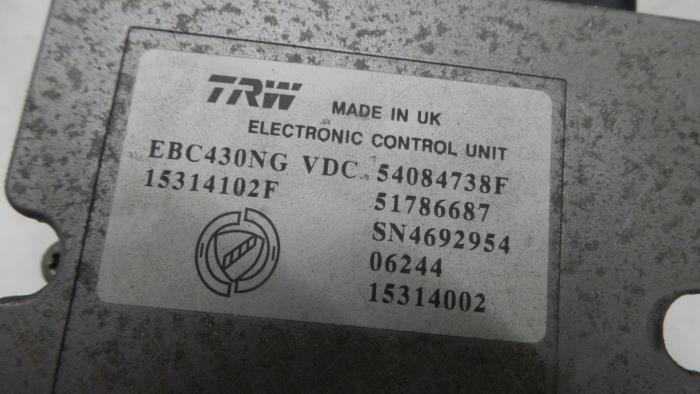 TRW MADE IN UK
ELECTRONIC CONTROL UNIT
EBC430NG VDC 54084738F
15314102F 51786687
SN4692954
06244
15314002